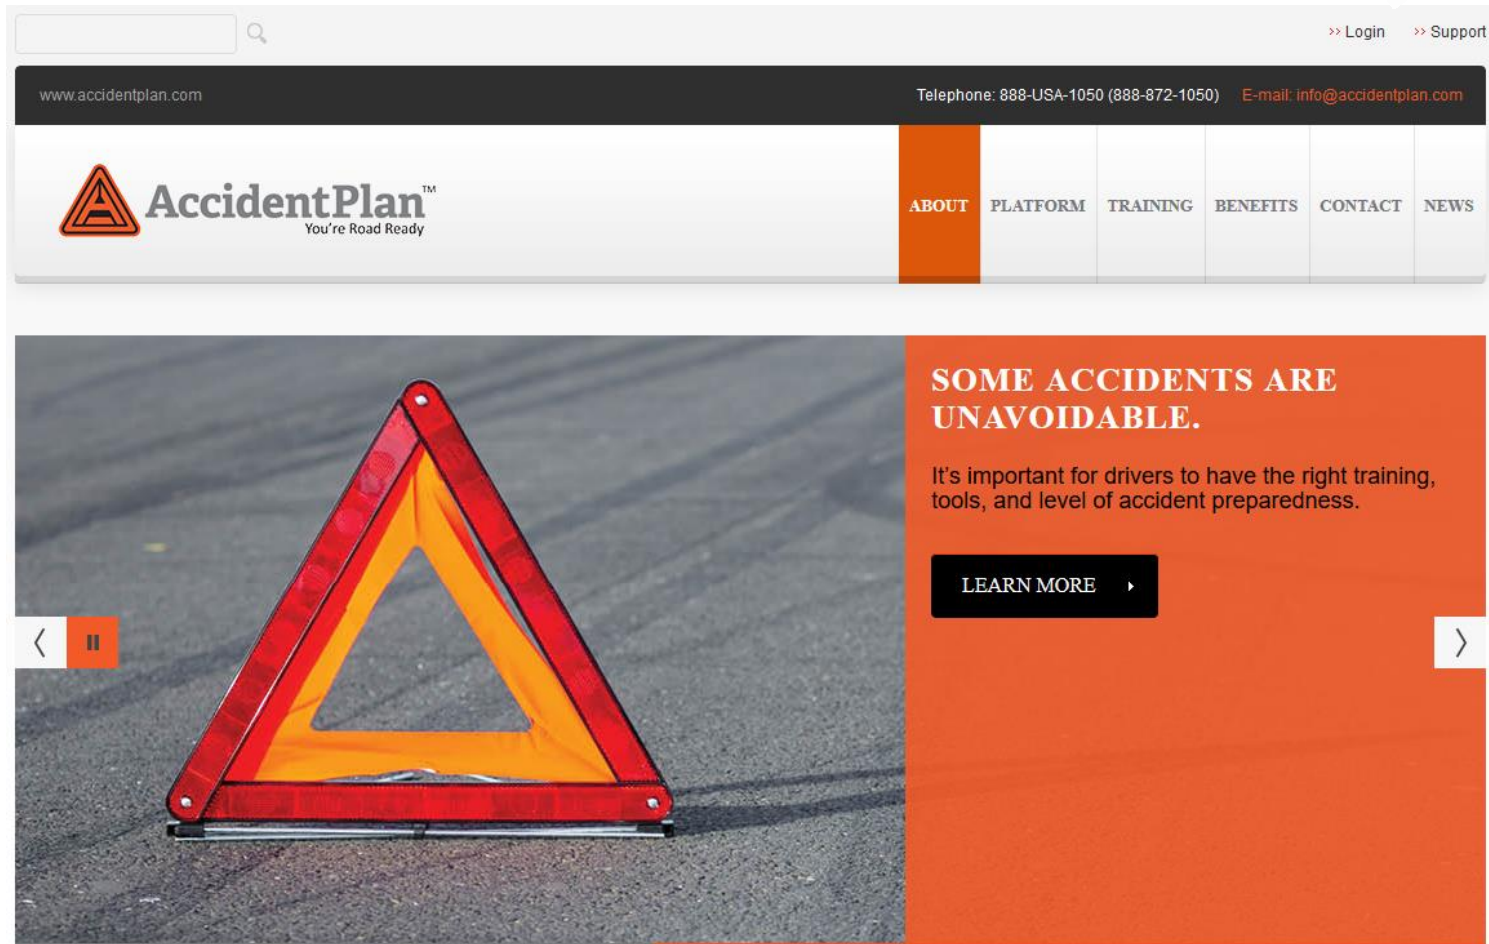 >> Login >> Support
www.accidentplan.com Telephone: 888-USA-1050 (888-872-1050) E-mail: info@accidentplan.com
AccidentPlan™
You're Road Ready
ABOUT PLATFORM TRAINING BENEFITS CONTACT NEWS
SOME ACCIDENTS ARE
UNAVOIDABLE.
It's important for drivers to have the right training,
tools, and level of accident preparedness.
LEARN MORE